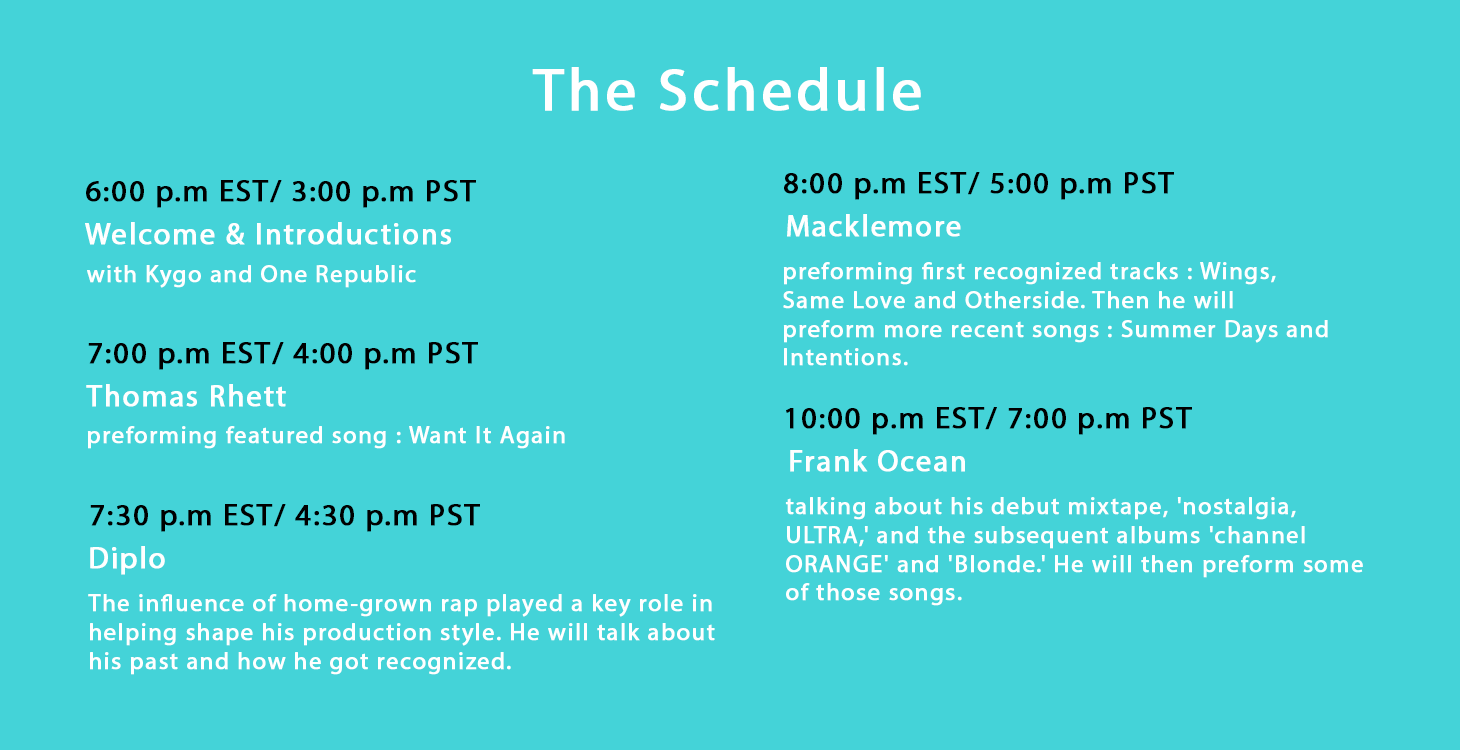 The Schedule
6:00 p.m EST/ 3:00 p.m PST
Welcome & Introductions
with Kygo and One Republic
7:00 p.m EST/ 4:00 p.m PST
Thomas Rhett
preforming featured song : Want It Again
7:30 p.m EST/ 4:30 p.m PST
Diplo
The influence of home-grown rap played a key role in
helping shape his production style. He will talk about
his past and how he got recognized.
8:00 p.m EST/ 5:00 p.m PST
Macklemore
preforming first recognized tracks : Wings,
Same Love and Otherside. Then he will
preform more recent songs : Summer Days and
Intentions.
10:00 p.m EST/ 7:00 p.m PST
Frank Ocean
talking about his debut mixtape, 'nostalgia,
ULTRA,' and the subsequent albums 'channel
ORANGE' and 'Blonde.' He will then preform some
of those songs.